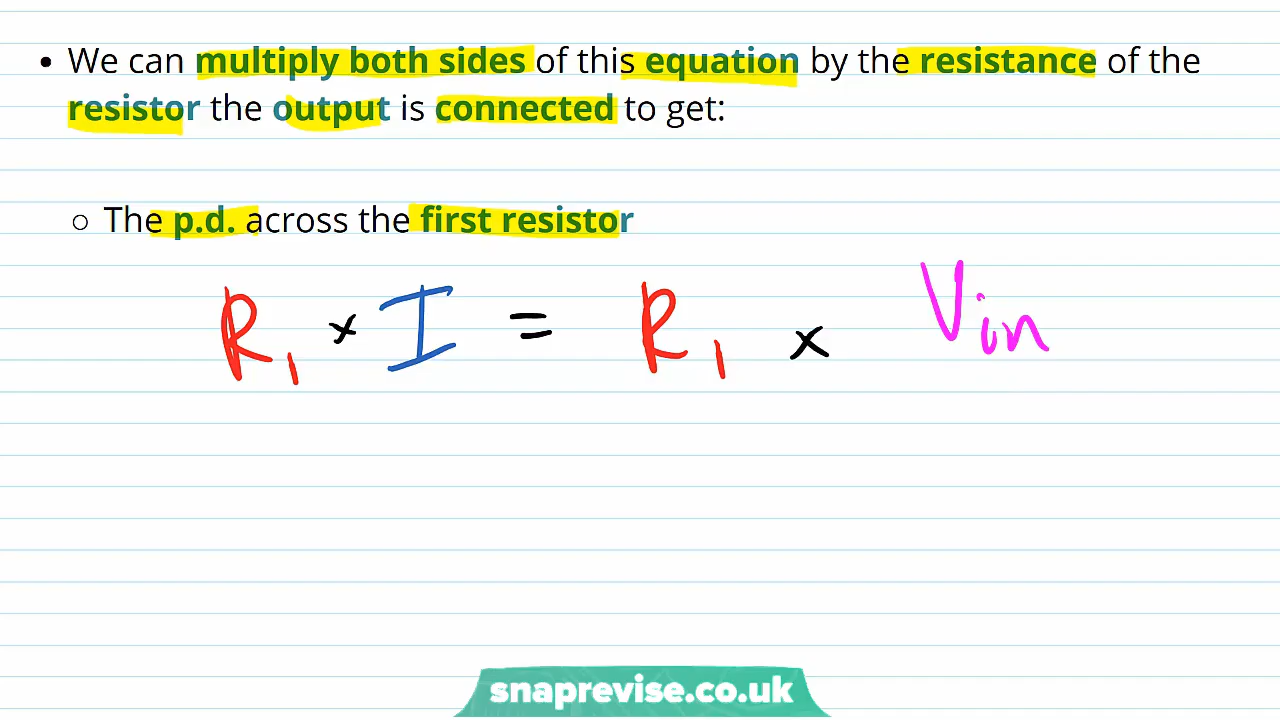 • We can multiply both sides of this equation by the resistance of the
resistor the output is connected to get:
○ The p.d. across the first resistor
R₁ × I = R₁ × Vin
snaprevise.co.uk